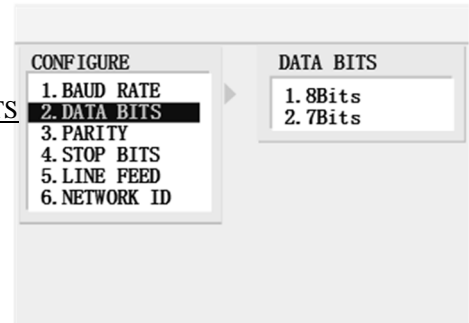 CONFIGURE
1. BAUD RATE
2. DATA BITS
3. PARITY
4. STOP BITS
5. LINE FEED
6. NETWORK ID
DATA BITS
1. 8Bits
2. 7Bits
TS